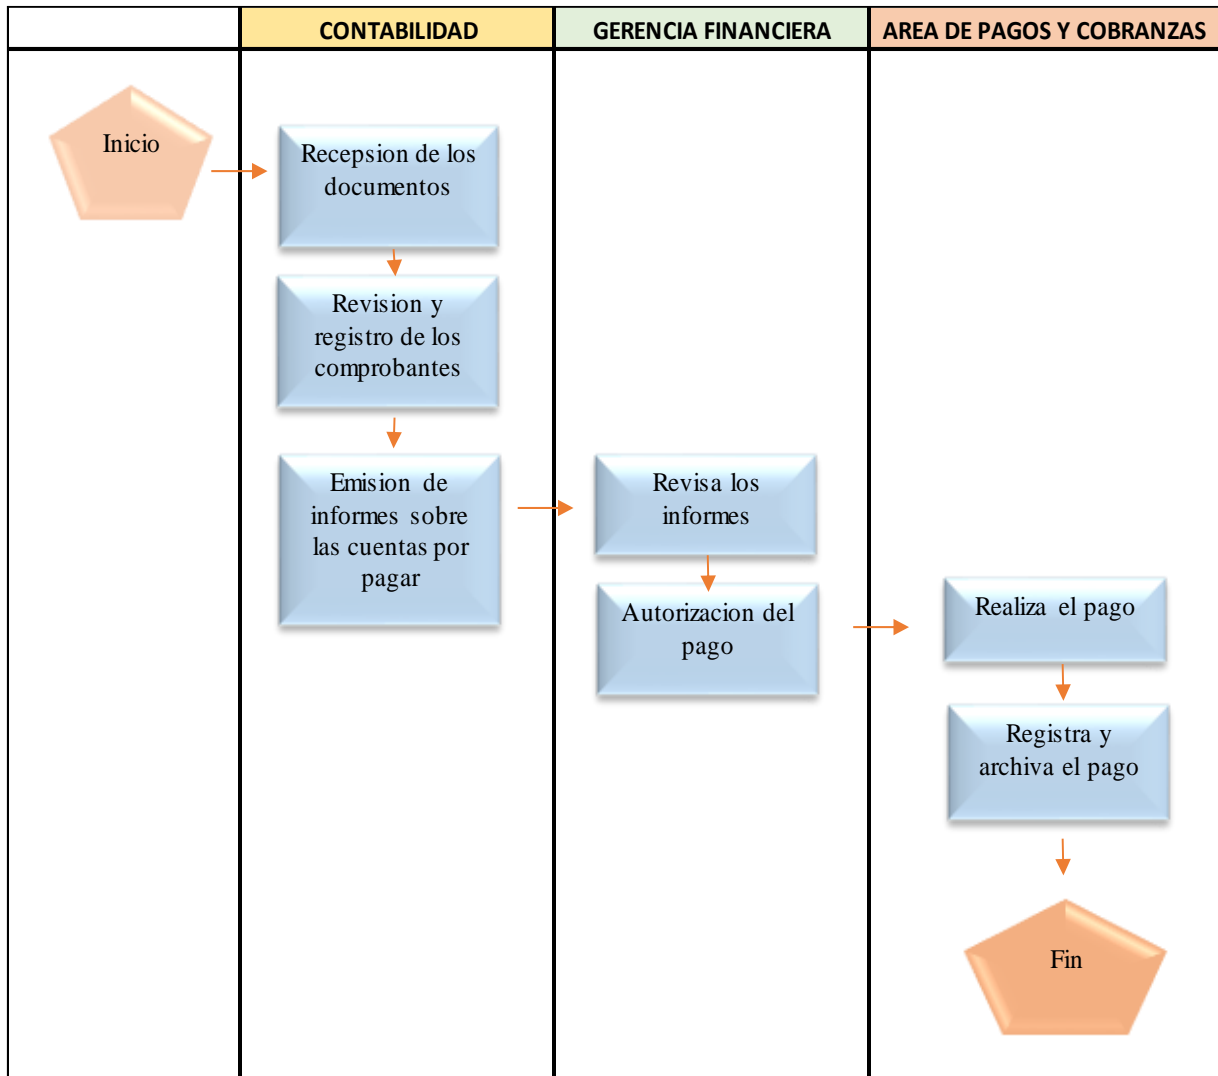 CONTABILIDAD
GERENCIA FINANCIERA
AREA DE PAGOS Y COBRANZAS
Inicio
Recepsion de los
documentos
Revision y
registro de los
comprobantes
Emision de
informes sobre
las cuentas por
pagar
Revisa los
informes
Autorizacion del
pago
Realiza el pago
Registra y
archiva el pago
Fin